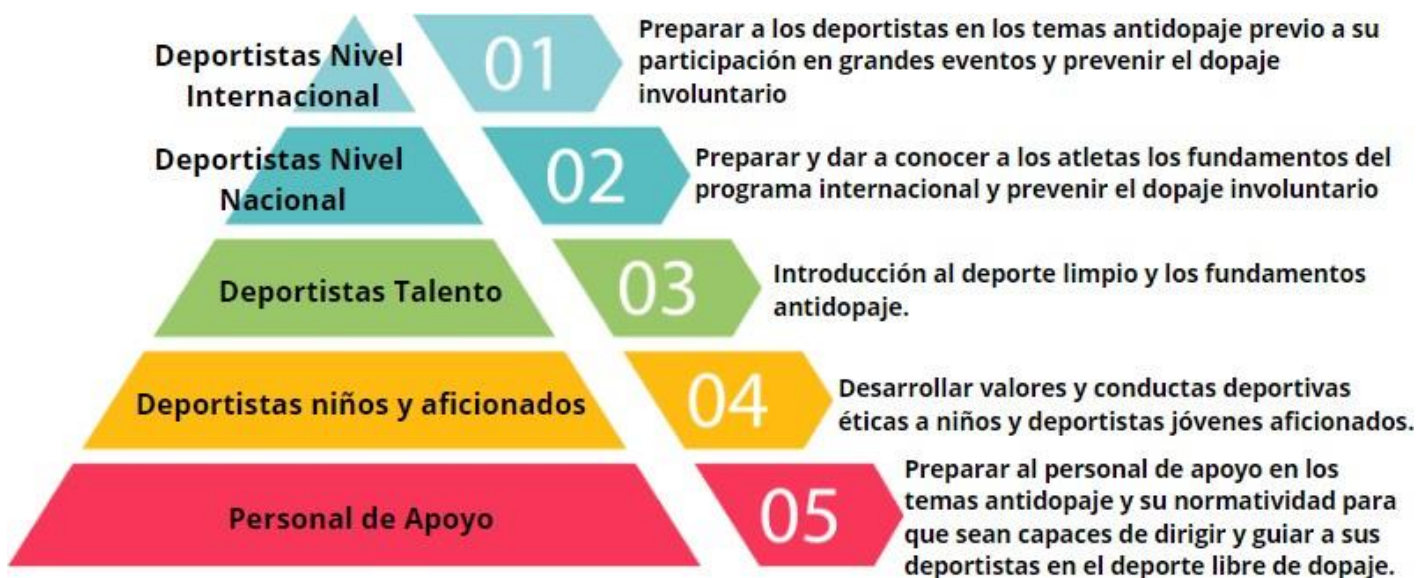 Deportistas Nivel
Internacional
01
Preparar a los deportistas en los temas antidopaje previo a su
participación en grandes eventos y prevenir el dopaje
involuntario
Deportistas Nivel
Nacional
02
Preparar y dar a conocer a los atletas los fundamentos del
programa internacional y prevenir el dopaje involuntario
Deportistas Talento
03
Introducción al deporte limpio y los fundamentos
antidopaje.
Deportistas niños y aficionados
04
Desarrollar valores y conductas deportivas
éticas a niños y deportistas jóvenes aficionados.
Personal de Apoyo
05
Preparar al personal de apoyo en los
temas antidopaje y su normatividad para
que sean capaces de dirigir y guiar a sus
deportistas en el deporte libre de dopaje.